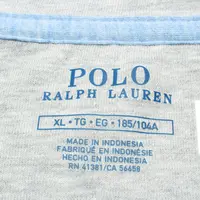 POLO
RALPH LAUREN
XL • TG • EG • 185/104A
MADE IN INDONESIA
FABRIQUÉ EN INDONÉSIE
HECHO EN INDONESIA
RN 41381/CA 56658